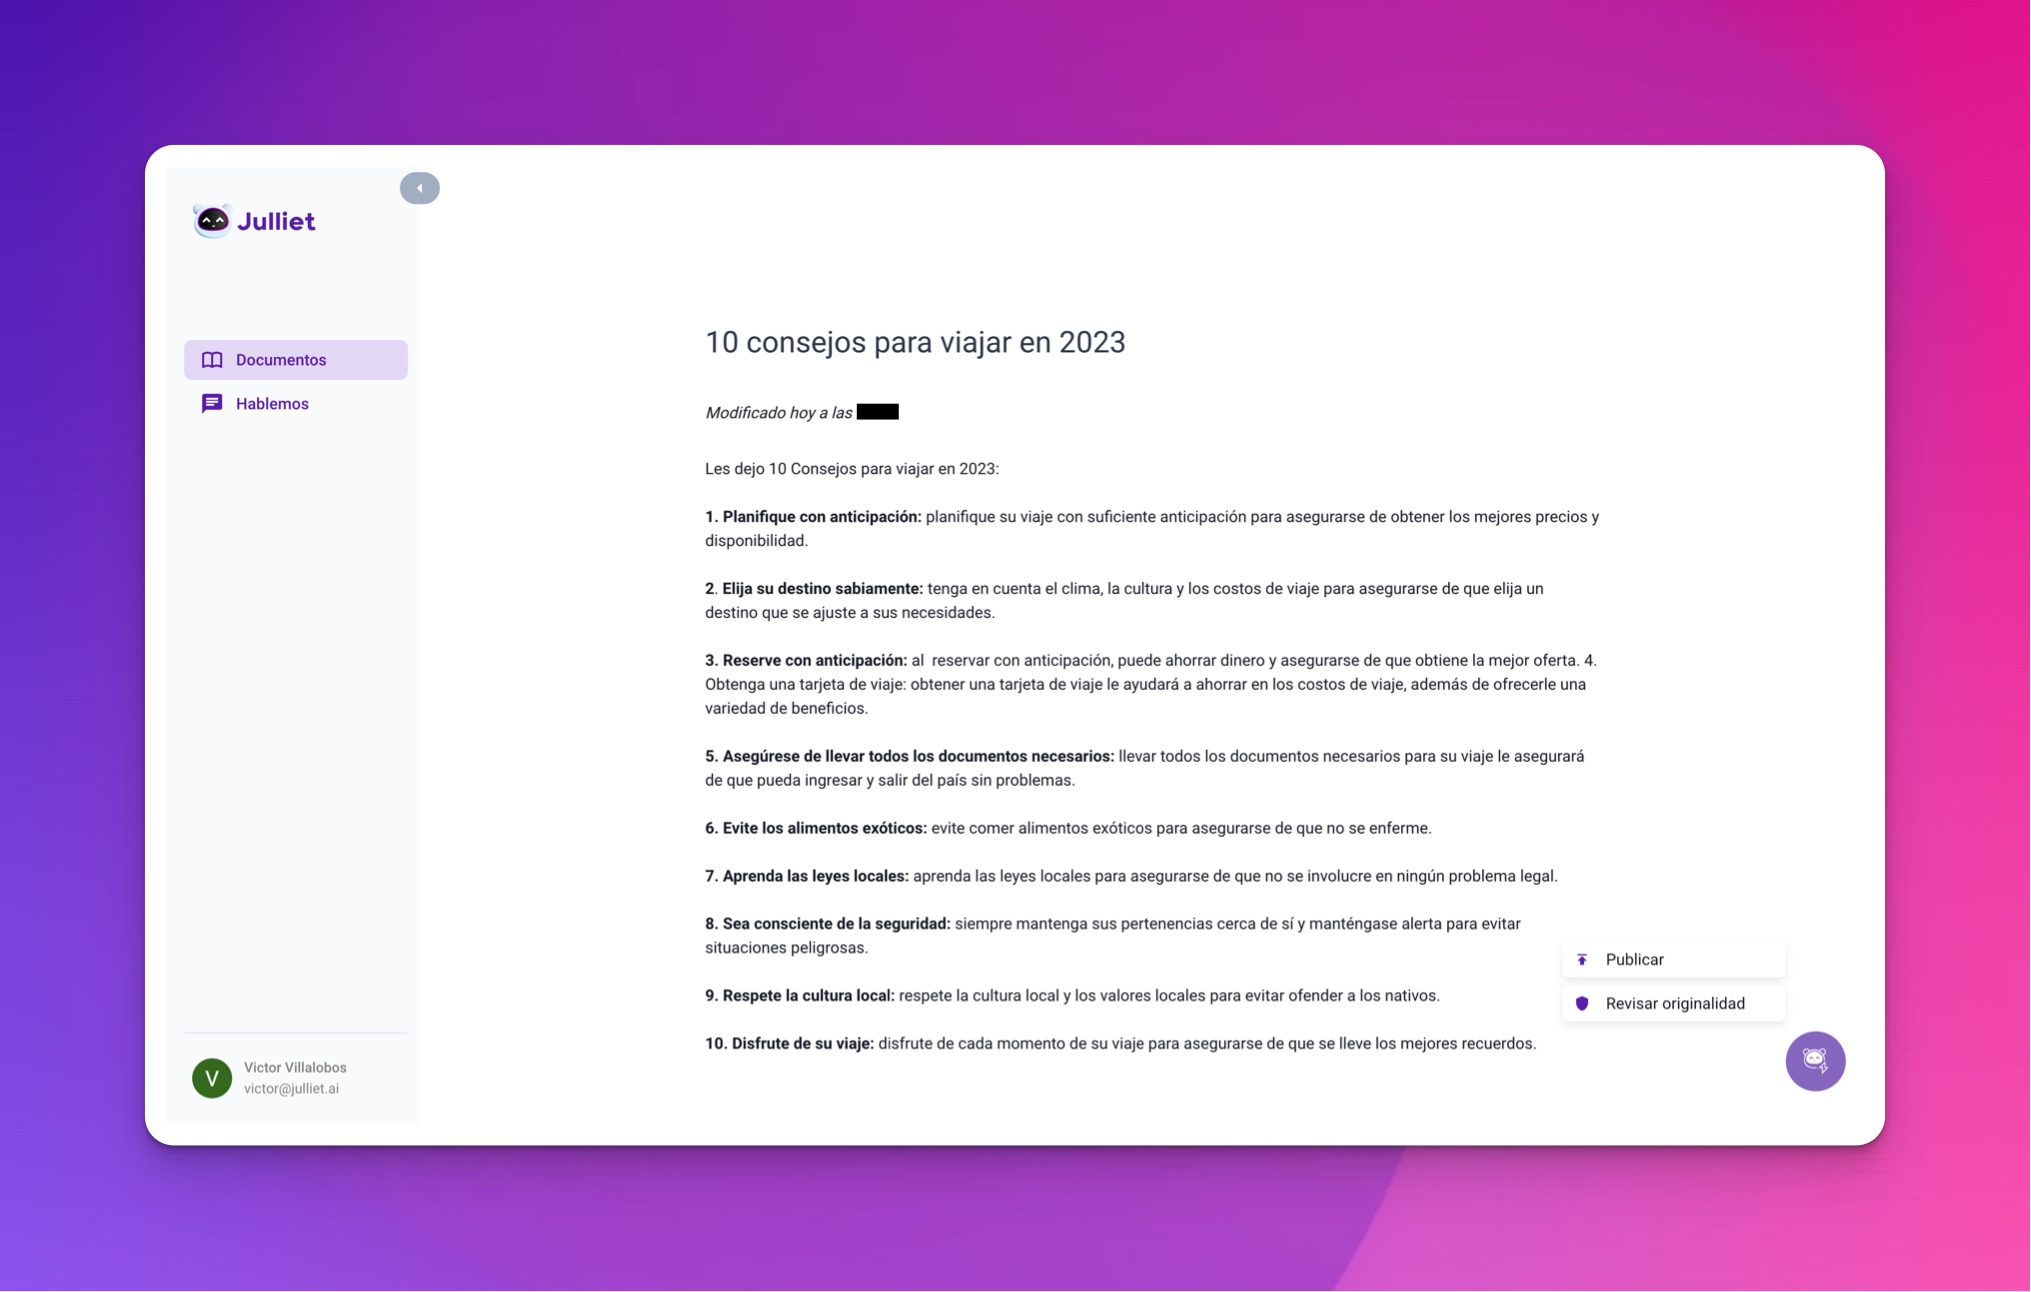 Julliet
Documentos
Hablemos
10 consejos para viajar en 2023
Modificado hoy a las
Les dejo 10 Consejos para viajar en 2023:
1. Planifique con anticipación: planifique su viaje con suficiente anticipación para asegurarse de obtener los mejores precios y
disponibilidad.
2. Elija su destino sabiamente: tenga en cuenta el clima, la cultura y los costos de viaje para asegurarse de que elija un
destino que se ajuste a sus necesidades.
3. Reserve con anticipación: al  reservar con anticipación, puede ahorrar dinero y asegurarse de que obtiene la mejor oferta. 4.
Obtenga una tarjeta de viaje: obtener una tarjeta de viaje le ayudará a ahorrar en los costos de viaje, además de ofrecerle una
variedad de beneficios.
5. Asegúrese de llevar todos los documentos necesarios: llevar todos los documentos necesarios para su viaje le asegurará
de que pueda ingresar y salir del país sin problemas.
6. Evite los alimentos exóticos: evite comer alimentos exóticos para asegurarse de que no se enferme.
7. Aprenda las leyes locales: aprenda las leyes locales para asegurarse de que no se involucre en ningún problema legal.
8. Sea consciente de la seguridad: siempre mantenga sus pertenencias cerca de sí y manténgase alerta para evitar
situaciones peligrosas.
9. Respete la cultura local: respete la cultura local y los valores locales para evitar ofender a los nativos.
10. Disfrute de su viaje: disfrute de cada momento de su viaje para asegurarse de que se lleve los mejores recuerdos.
Publicar
Revisar originalidad
V
Victor Villalobos
victor@julliet.ai